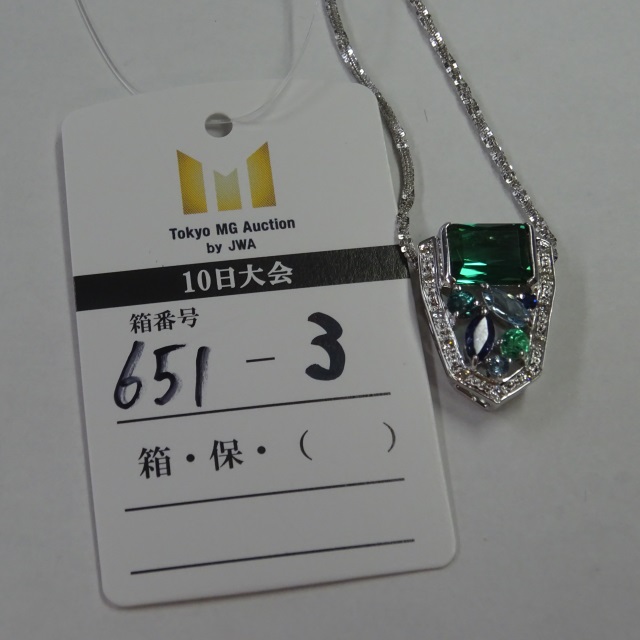 Tokyo MG Auction
by JWA
10日大会
箱番号
651 - 3
箱・保・(　　)